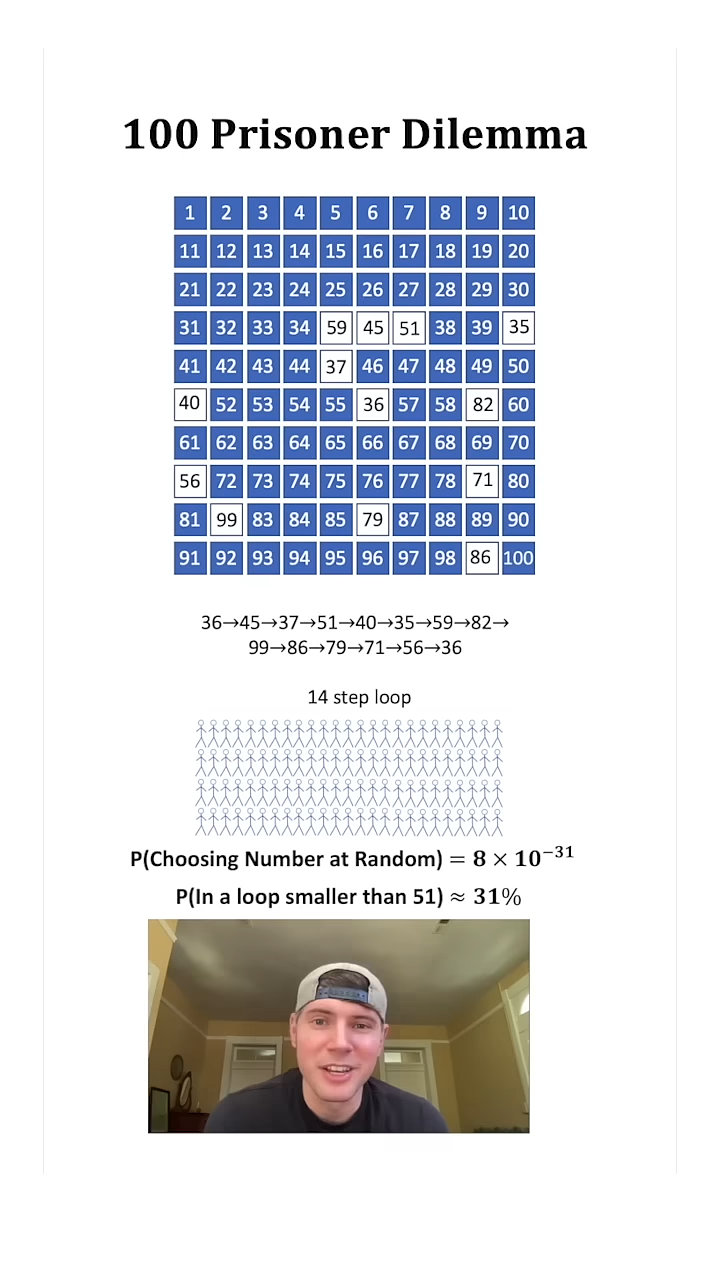 100 Prisoner Dilemma
1 2 3 4 5 6 7 8 9 10
11 12 13 14 15 16 17 18 19 20
21 22 23 24 25 26 27 28 29 30
31 32 33 34 59 45 51 38 39 35
41 42 43 44 37 46 47 48 49 50
40 52 53 54 55 36 57 58 82 60
61 62 63 64 65 66 67 68 69 70
56 72 73 74 75 76 77 78 71 80
81 99 83 84 85 79 87 88 89 90
91 92 93 94 95 96 97 98 86 100
36→45→37→51→40→35→59→82→
99→86→79→71→56→36
14 step loop
P(Choosing Number at Random) = 8 × 10⁻³¹
P(In a loop smaller than 51) ≈ 31%